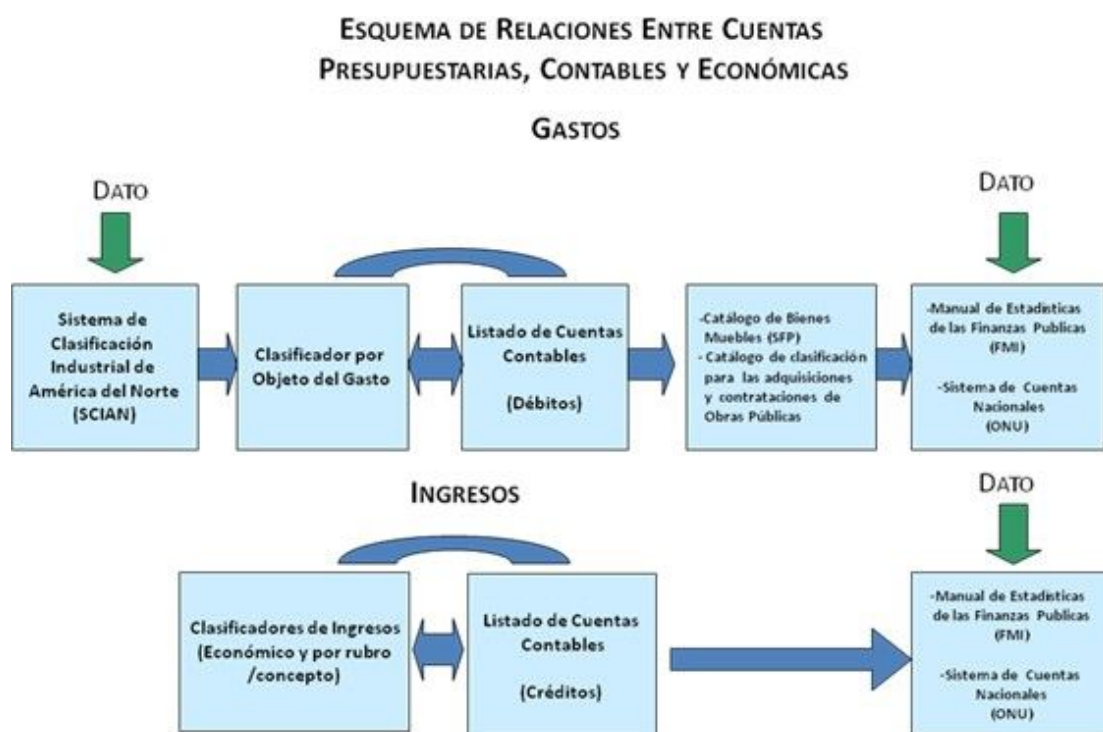 ESQUEMA DE RELACIONES ENTRE CUENTAS
PRESUPUESTARIAS, CONTABLES Y ECONÓMICAS
GASTOS
DATO
DATO
Sistema de
Clasificación
Industrial de
América del Norte
(SCIAN)
Clasificador por
Objeto del Gasto
Listado de Cuentas
Contables
(Débitos)
-Catálogo de Bienes
Muebles (SFP)
- Catálogo de clasificación
para las adquisiciones
y contrataciones de
Obras Públicas
-Manual de Estadísticas
de las Finanzas Publicas
(FMI)
-Sistema de Cuentas
Nacionales
(ONU)
INGRESOS
DATO
Clasificadores de Ingresos
(Económico y por rubro
/concepto)
Listado de Cuentas
Contables
(Créditos)
-Manual de Estadísticas
de las Finanzas Publicas
(FMI)
-Sistema de Cuentas
Nacionales
(ONU)